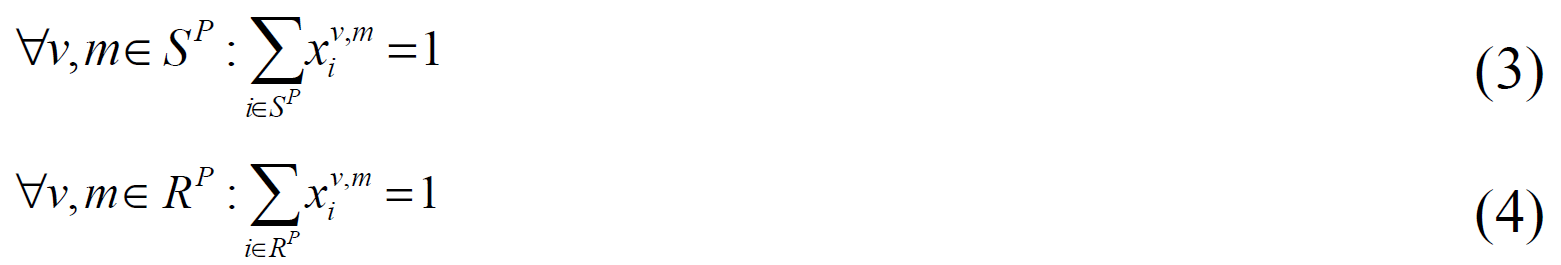 ∀v,m∈ S^P : ∑_{i∈S^P} x_i^{v,m} = 1 (3)
∀v,m∈ R^P : ∑_{i∈R^P} x_i^{v,m} = 1 (4)